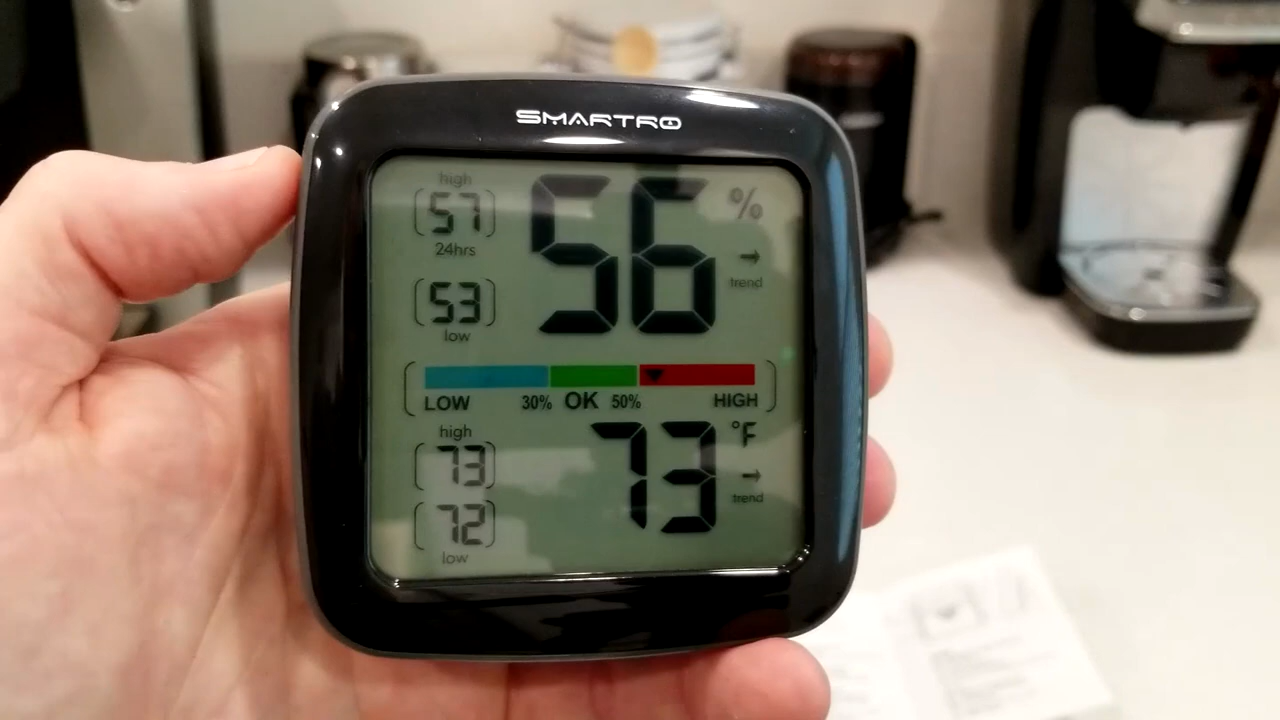 SMARTRO
high
57
24hrs
53
low
56 %
→
trend
LOW 30% OK 50% HIGH
high
73
72
low
73 °F
→
trend